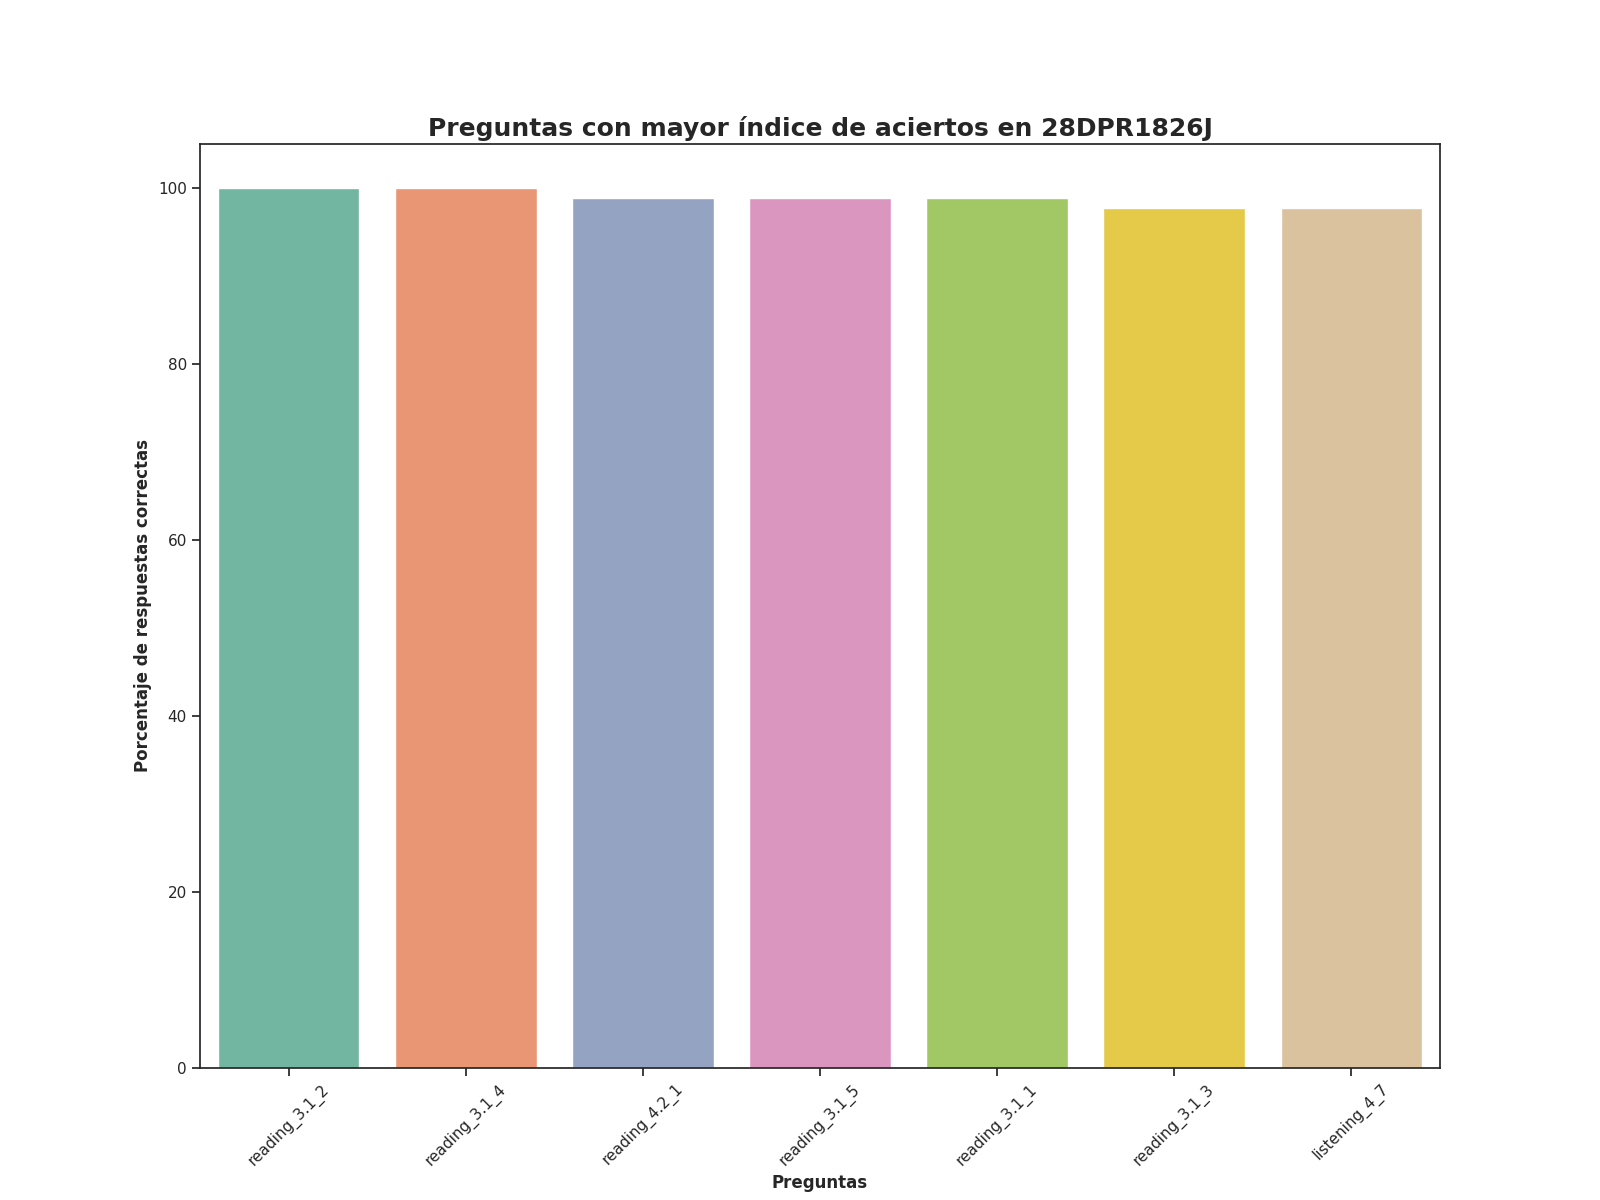 Preguntas con mayor índice de aciertos en 28DPR1826J
Porcentaje de respuestas correctas
100
80
60
40
20
0
reading_3.1_2
reading_3.1_4
reading_4.2_1
reading_3.1_5
reading_3.1_1
reading_3.1_3
listening_4_7
Preguntas